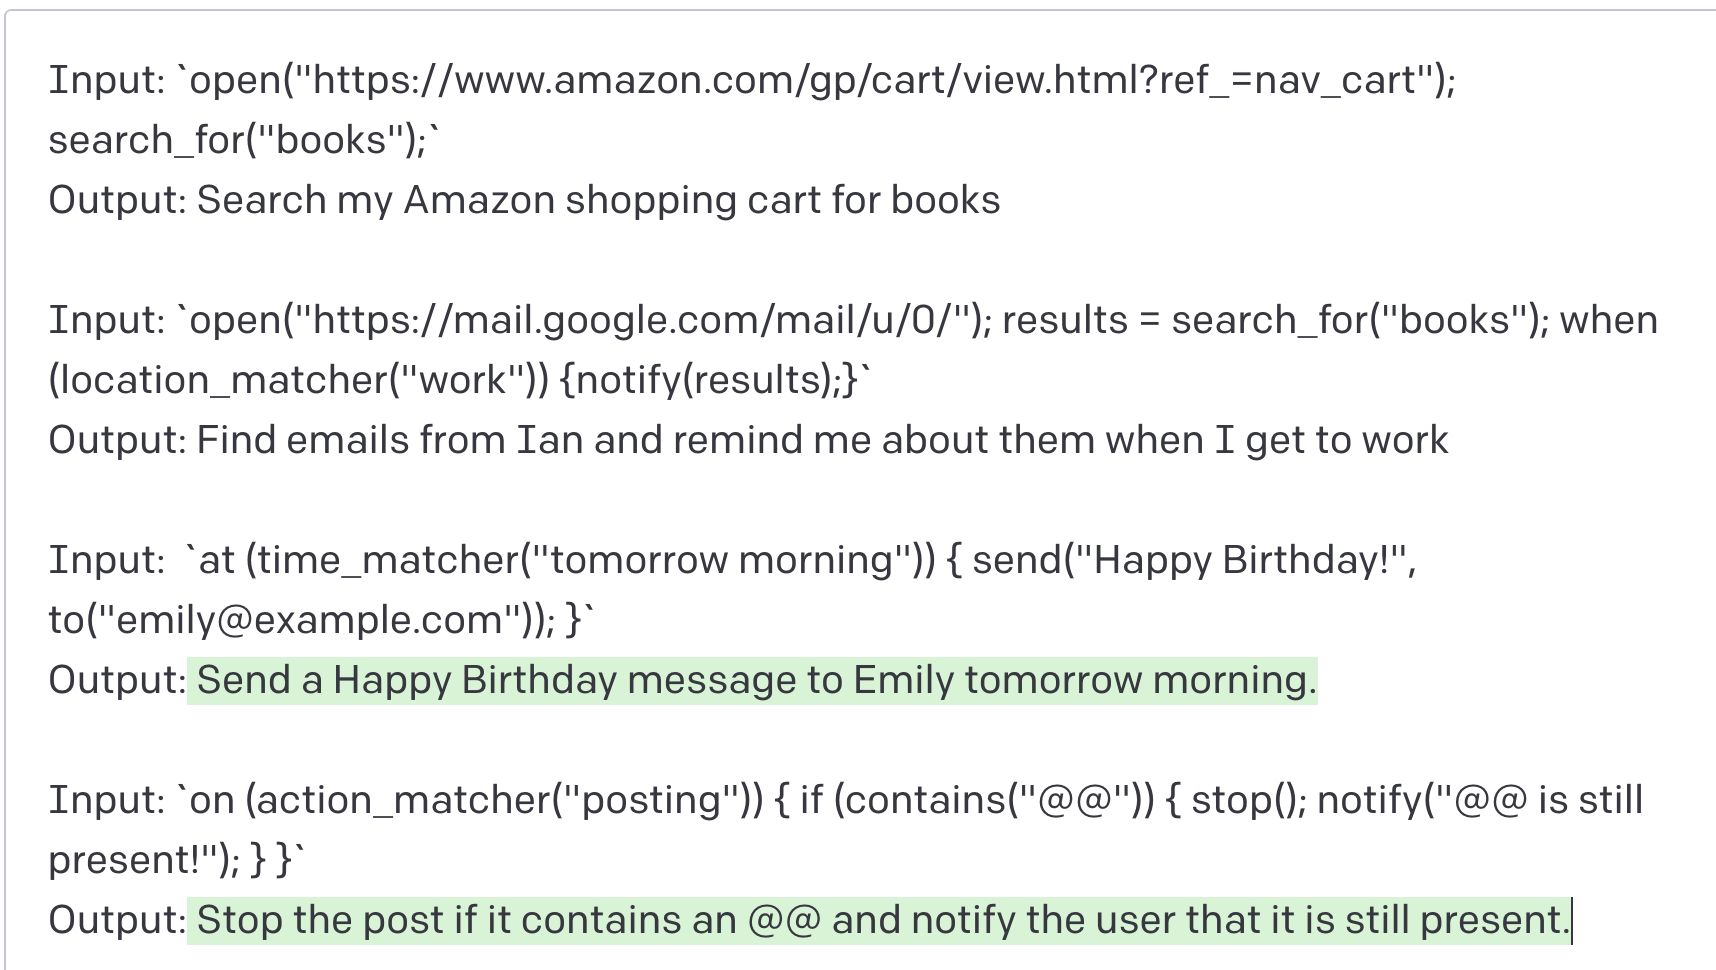 Input: `open("https://www.amazon.com/gp/cart/view.html?ref_=nav_cart");
search_for("books");`
Output: Search my Amazon shopping cart for books
Input: `open("https://mail.google.com/mail/u/0/"); results = search_for("books"); when
(location_matcher("work")) {notify(results);}`
Output: Find emails from Ian and remind me about them when I get to work
Input:  `at (time_matcher("tomorrow morning")) { send("Happy Birthday!",
to("emily@example.com")); }`
Output: Send a Happy Birthday message to Emily tomorrow morning.
Input: `on (action_matcher("posting")) { if (contains("@@")) { stop(); notify("@@ is still
present!"); } }`
Output: Stop the post if it contains an @@ and notify the user that it is still present.